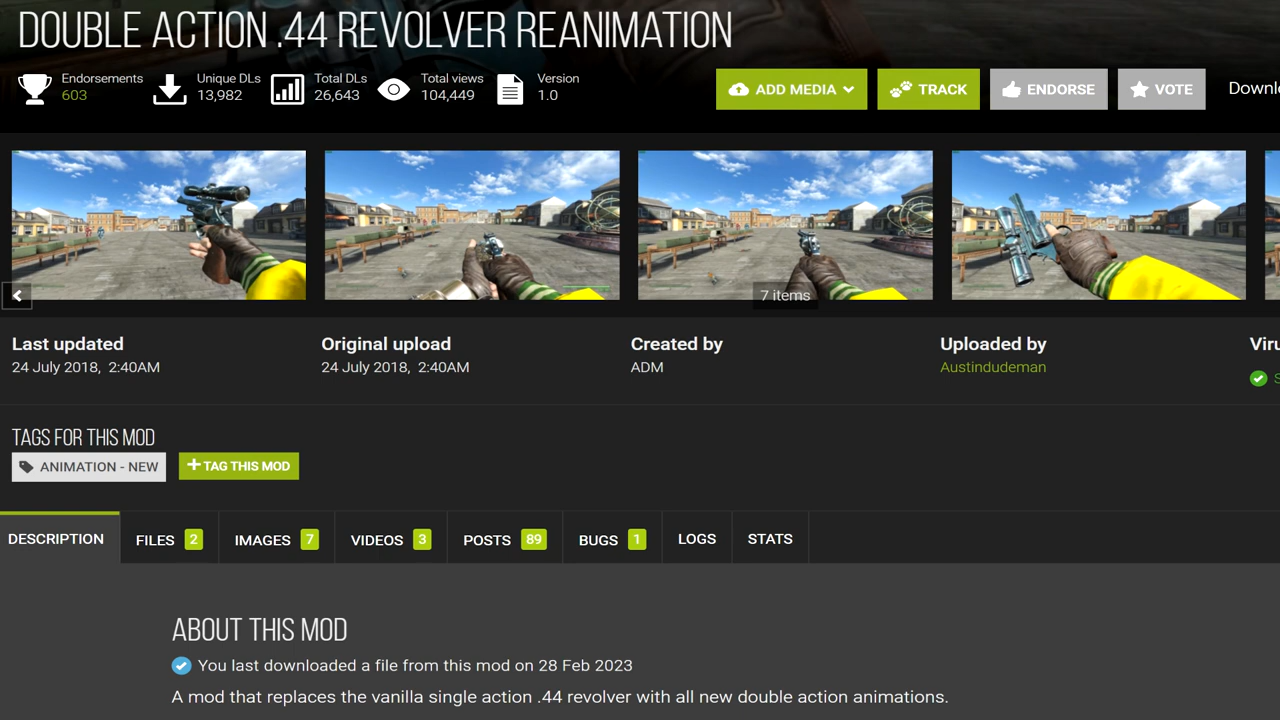 DOUBLE ACTION .44 REVOLVER REANIMATION
Endorsements
603
Unique DLs
13,982
Total DLs
26,643
Total views
104,449
Version
1.0
ADD MEDIA
TRACK
ENDORSE
VOTE
Downl
7 items
Last updated
24 July 2018, 2:40AM
Original upload
24 July 2018, 2:40AM
Created by
ADM
Uploaded by
Austindudeman
Viru
S
TAGS FOR THIS MOD
ANIMATION - NEW
+ TAG THIS MOD
DESCRIPTION
FILES 2
IMAGES 7
VIDEOS 3
POSTS 89
BUGS 1
LOGS
STATS
ABOUT THIS MOD
You last downloaded a file from this mod on 28 Feb 2023
A mod that replaces the vanilla single action .44 revolver with all new double action animations.